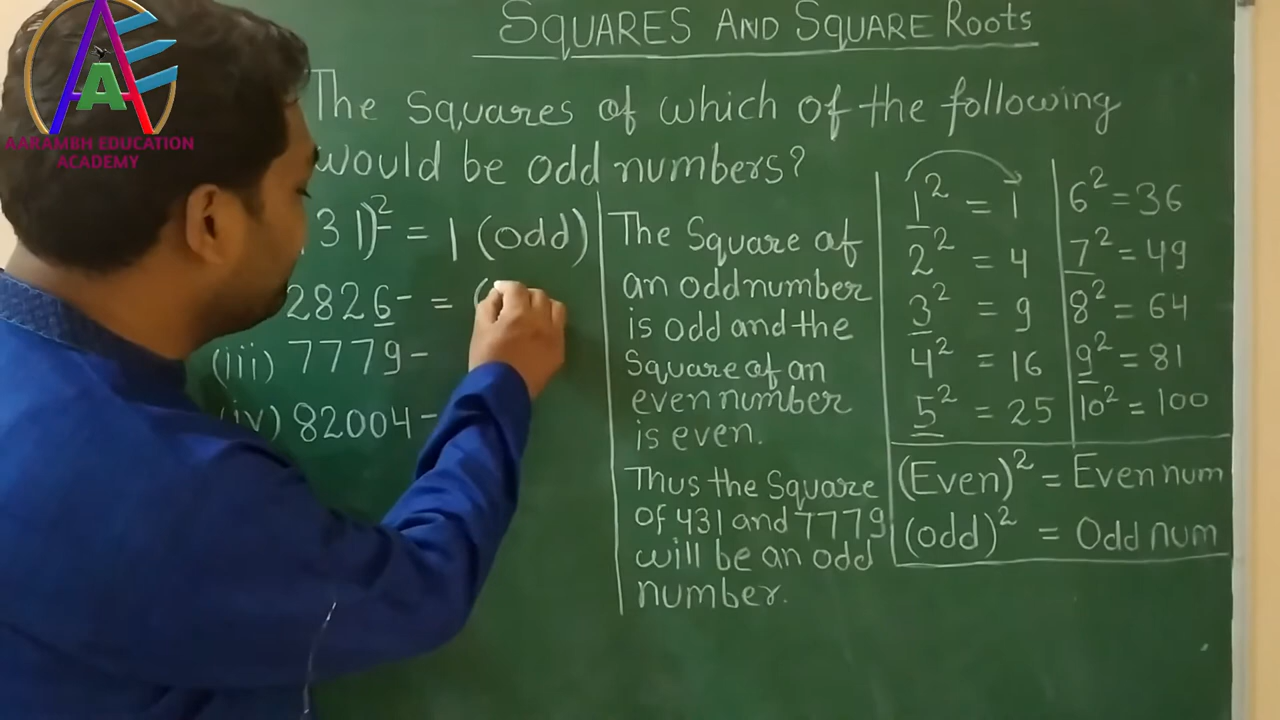 AARAMBH EDUCATION
ACADEMY
SQUARES AND SQUARE ROOTS
The Squares of which of the following
would be odd numbers?
31)² = 1 (odd)
2826- = (
(iii) 7779-
(iv) 82004-
The Square of
an odd number
is odd and the
Square of an
even number
is even.
Thus the Square
of 431 and 7779
will be an odd
number.
1² = 1
2² = 4
3² = 9
4² = 16
5² = 25
6² = 36
7² = 49
8² = 64
9² = 81
10² = 100
(Even)² = Even num
(odd)² = Odd num